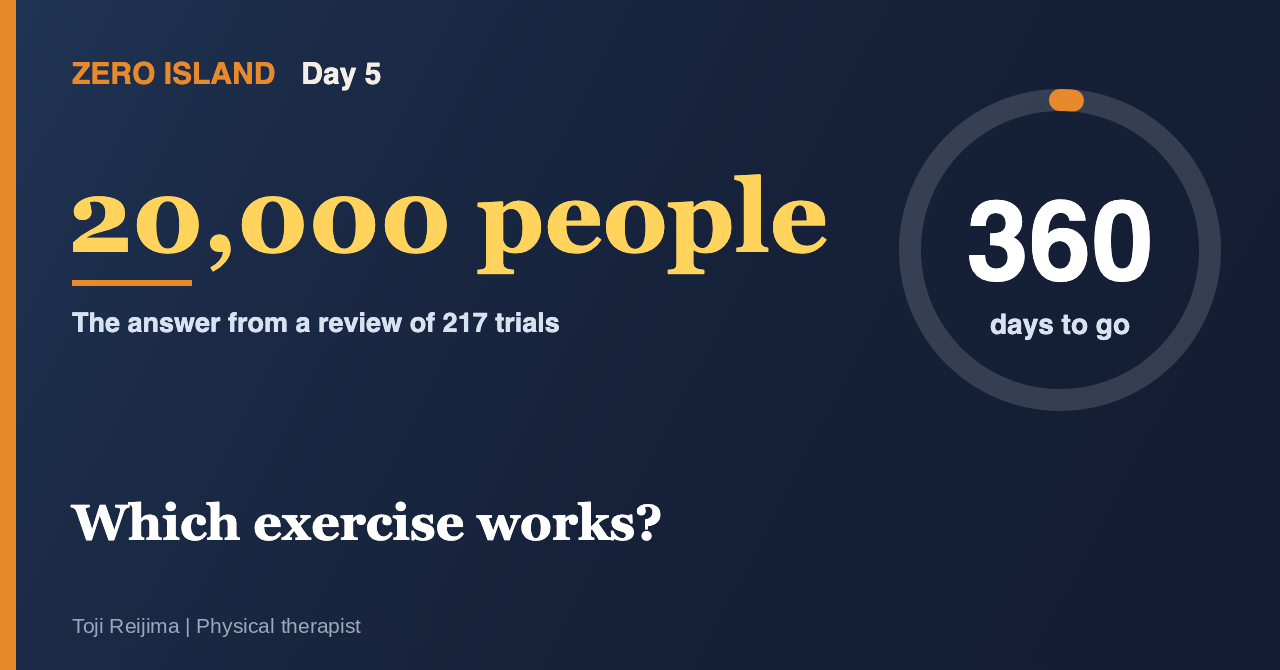 ZERO ISLAND Day 5
20,000 people
The answer from a review of 217 trials
360
days to go
Which exercise works?
Toji Reijima | Physical therapist